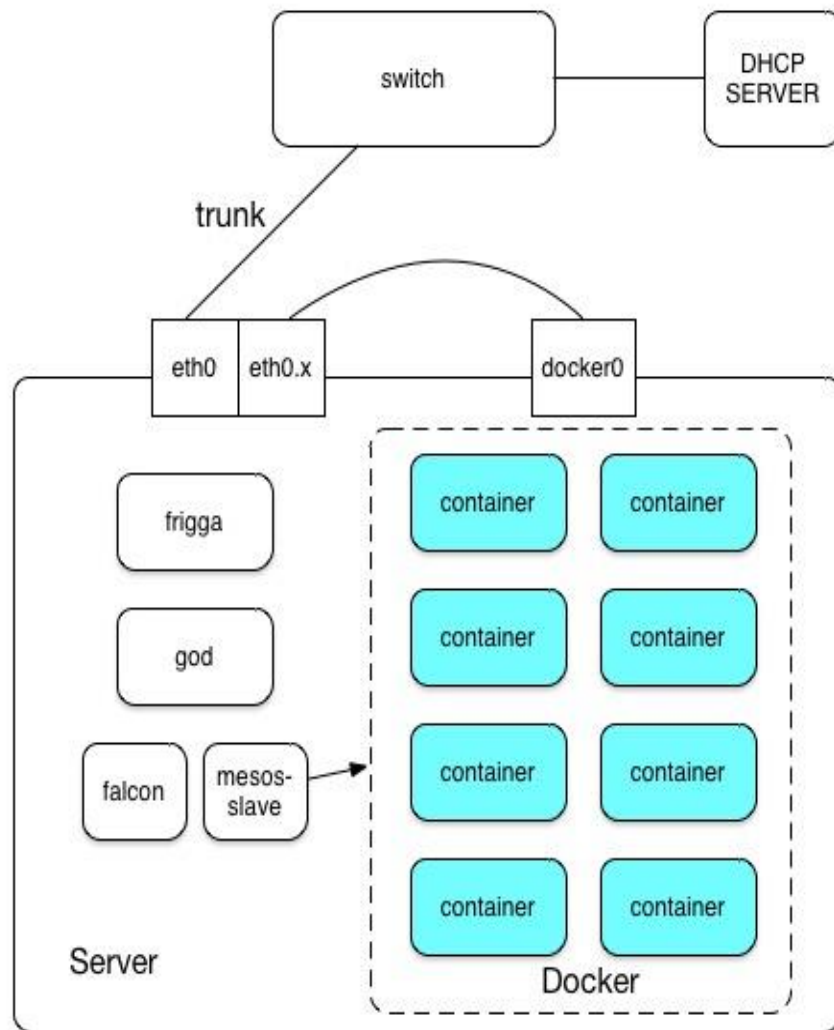 switch
DHCP
SERVER
trunk
eth0
eth0.x
docker0
frigga
god
falcon
mesos-
slave
container
container
container
container
container
container
container
container
Server
Docker